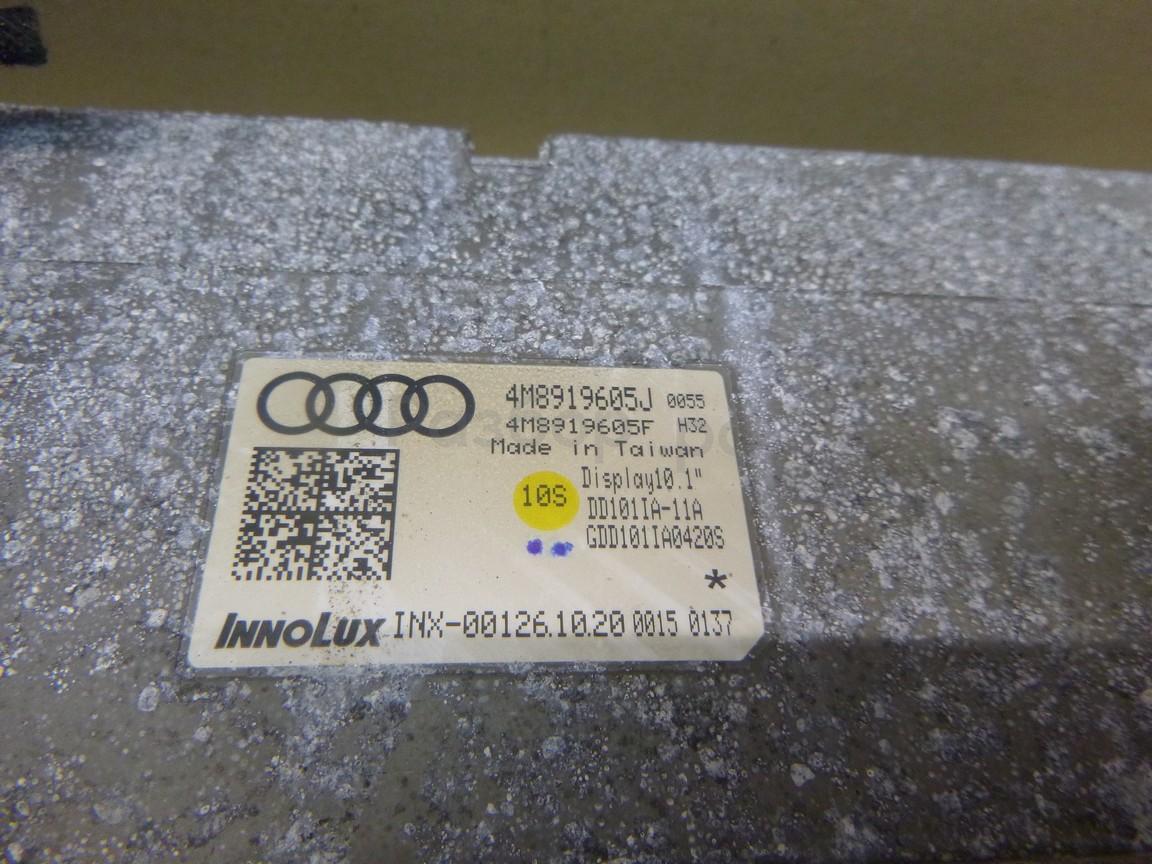 4M8919605J 0055
4M8919605F H32
Made in Taiwan
Display10.1"
10S
DD101IA-11A
GDD101IA0420S
*
INNOLUX INX-00126.10.20 0015 0137